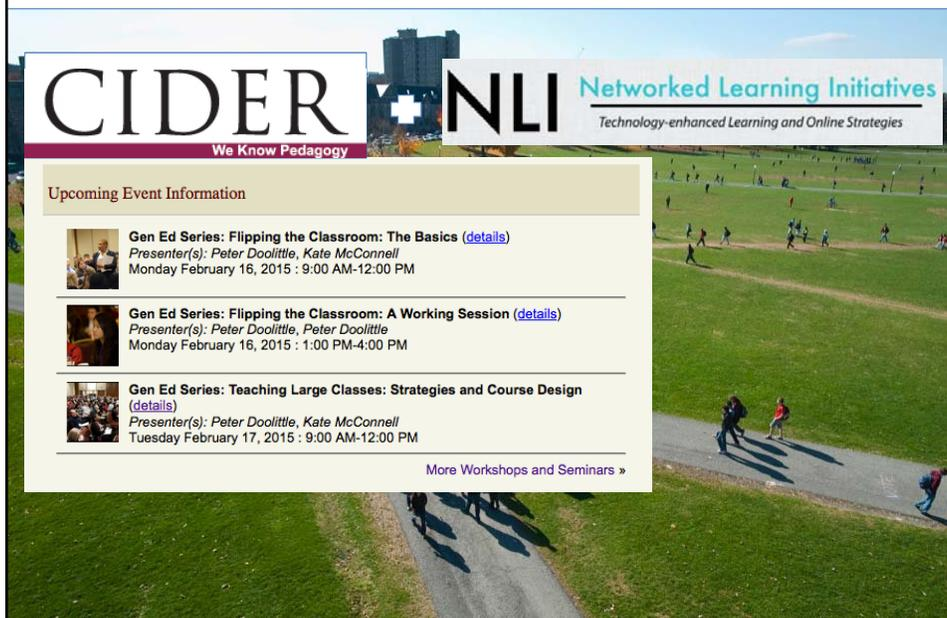 CIDER
We Know Pedagogy
NLI
Networked Learning Initiatives
Technology-enhanced Learning and Online Strategies
Upcoming Event Information
Gen Ed Series: Flipping the Classroom: The Basics (details)
Presenter(s): Peter Doolittle, Kate McConnell
Monday February 16, 2015 : 9:00 AM-12:00 PM
Gen Ed Series: Flipping the Classroom: A Working Session (details)
Presenter(s): Peter Doolittle, Peter Doolittle
Monday February 16, 2015 : 1:00 PM-4:00 PM
Gen Ed Series: Teaching Large Classes: Strategies and Course Design
(details)
Presenter(s): Peter Doolittle, Kate McConnell
Tuesday February 17, 2015 : 9:00 AM-12:00 PM
More Workshops and Seminars »